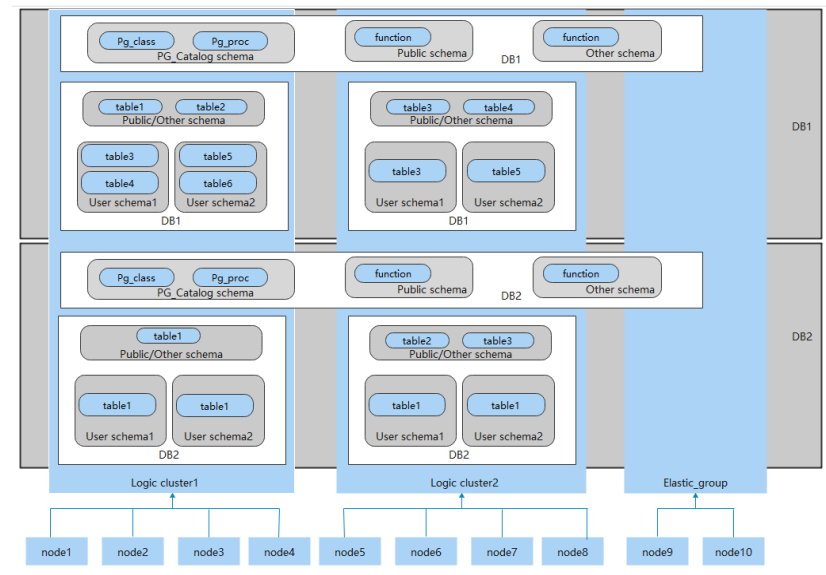 Pg_class
Pg_proc
PG_Catalog schema
function
Public schema
function
Other schema
DB1
table1
table2
Public/Other schema
table3
table4
User schema1
table5
table6
User schema2
DB1
table3
table4
Public/Other schema
table3
User schema1
table5
User schema2
DB1
DB1
Pg_class
Pg_proc
PG_Catalog schema
function
Public schema
function
Other schema
DB2
table1
Public/Other schema
table1
User schema1
table1
User schema2
DB2
table2
table3
Public/Other schema
table1
User schema1
table1
User schema2
DB2
DB2
Logic cluster1
Logic cluster2
Elastic_group
node1
node2
node3
node4
node5
node6
node7
node8
node9
node10